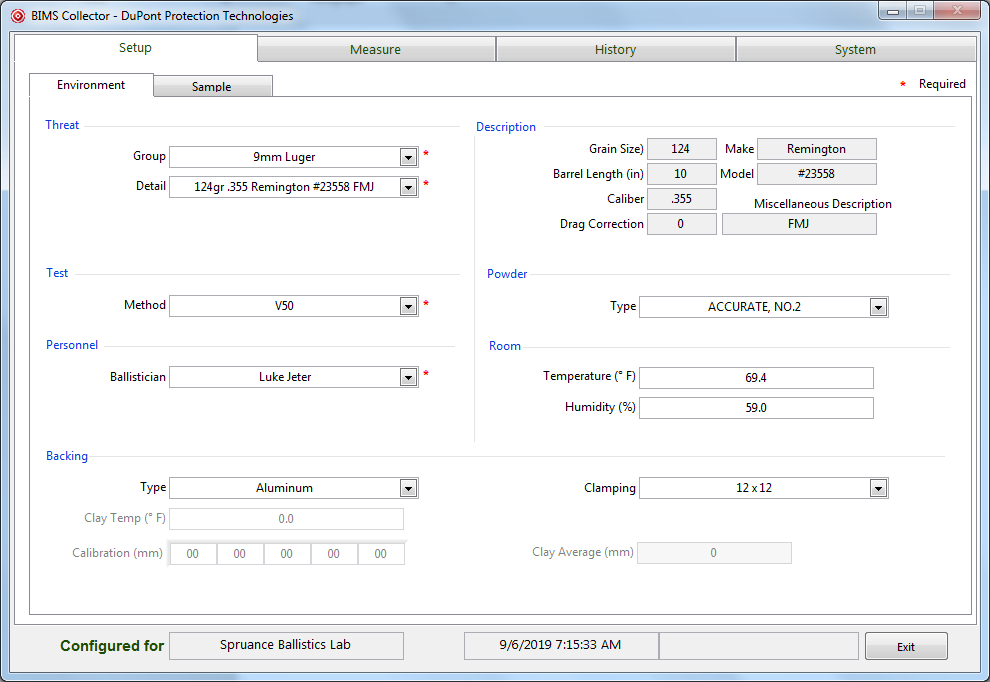 BIMS Collector - DuPont Protection Technologies
Setup Measure History System
Environment Sample * Required
Threat
Group 9mm Luger *
Detail 124gr .355 Remington #23558 FMJ *
Description
Grain Size) 124 Make Remington
Barrel Length (in) 10 Model #23558
Caliber .355 Miscellaneous Description
Drag Correction 0 FMJ
Test
Method V50 *
Powder
Type ACCURATE, NO.2
Personnel
Ballistician Luke Jeter *
Room
Temperature (° F) 69.4
Humidity (%) 59.0
Backing
Type Aluminum Clamping 12 x 12
Clay Temp (° F) 0.0
Calibration (mm) 00 00 00 00 00 Clay Average (mm) 0
Configured for Spruance Ballistics Lab 9/6/2019 7:15:33 AM Exit